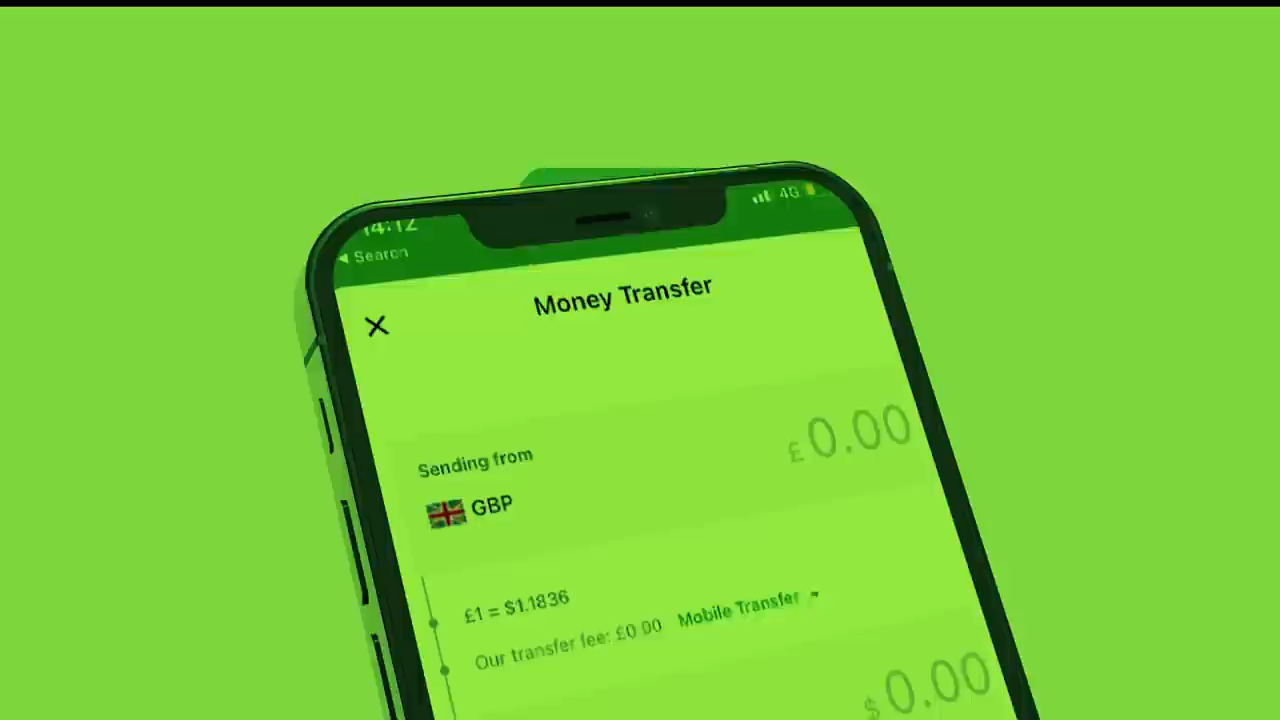 14:12
4G
◀ Search
Money Transfer
Sending from
£0.00
GBP
£1 = $1.1836
Our transfer fee: £0.00 Mobile Transfer
$0.00